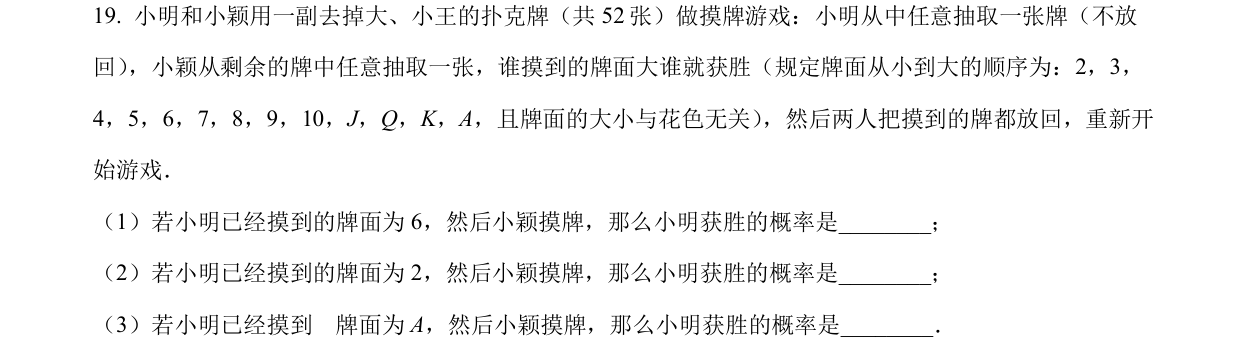 19. 小明和小颖用一副去掉大、小王的扑克牌（共 52 张）做摸牌游戏：小明从中任意抽取一张牌（不放
回），小颖从剩余的牌中任意抽取一张，谁摸到的牌面大谁就获胜（规定牌面从小到大的顺序为：2，3，
4，5，6，7，8，9，10，J，Q，K，A，且牌面的大小与花色无关），然后两人把摸到的牌都放回，重新开
始游戏．
（1）若小明已经摸到的牌面为 6，然后小颖摸牌，那么小明获胜的概率是________；
（2）若小明已经摸到的牌面为 2，然后小颖摸牌，那么小明获胜的概率是________；
（3）若小明已经摸到　牌面为 A，然后小颖摸牌，那么小明获胜的概率是________．